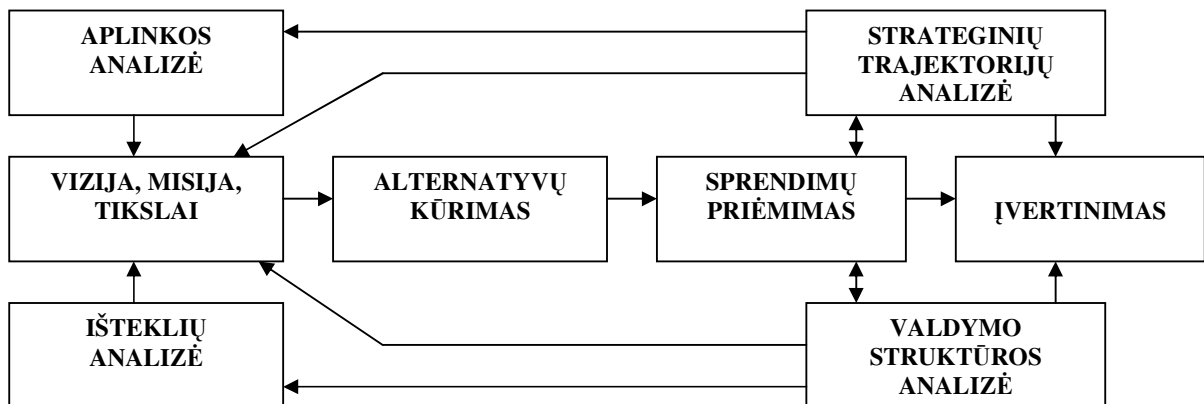 APLINKOS
ANALIZĖ
STRATEGINIŲ
TRAJEKTORIJŲ
ANALIZĖ
VIZIJA, MISIJA,
TIKSLAI
ALTERNATYVŲ
KŪRIMAS
SPRENDIMŲ
PRIĖMIMAS
ĮVERTINIMAS
IŠTEKLIŲ
ANALIZĖ
VALDYMO
STRUKTŪROS
ANALIZĖ